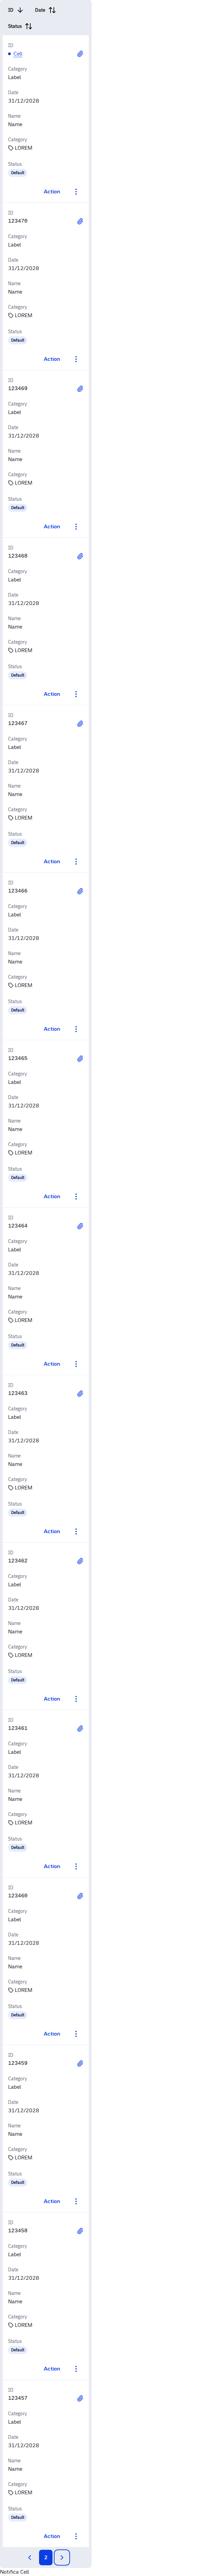 ID Date
Status
ID
Cell
Category
Label
Date
31/12/2028
Name
Name
Category
LOREM
Status
Default
Action
ID
123470
Category
Label
Date
31/12/2028
Name
Name
Category
LOREM
Status
Default
Action
ID
123469
Category
Label
Date
31/12/2028
Name
Name
Category
LOREM
Status
Default
Action
ID
123468
Category
Label
Date
31/12/2028
Name
Name
Category
LOREM
Status
Default
Action
ID
123467
Category
Label
Date
31/12/2028
Name
Name
Category
LOREM
Status
Default
Action
ID
123466
Category
Label
Date
31/12/2028
Name
Name
Category
LOREM
Status
Default
Action
ID
123465
Category
Label
Date
31/12/2028
Name
Name
Category
LOREM
Status
Default
Action
ID
123464
Category
Label
Date
31/12/2028
Name
Name
Category
LOREM
Status
Default
Action
ID
123463
Category
Label
Date
31/12/2028
Name
Name
Category
LOREM
Status
Default
Action
ID
123462
Category
Label
Date
31/12/2028
Name
Name
Category
LOREM
Status
Default
Action
ID
123461
Category
Label
Date
31/12/2028
Name
Name
Category
LOREM
Status
Default
Action
ID
123460
Category
Label
Date
31/12/2028
Name
Name
Category
LOREM
Status
Default
Action
ID
123459
Category
Label
Date
31/12/2028
Name
Name
Category
LOREM
Status
Default
Action
ID
123458
Category
Label
Date
31/12/2028
Name
Name
Category
LOREM
Status
Default
Action
ID
123457
Category
Label
Date
31/12/2028
Name
Name
Category
LOREM
Status
Default
Action
2
Notifica Cell